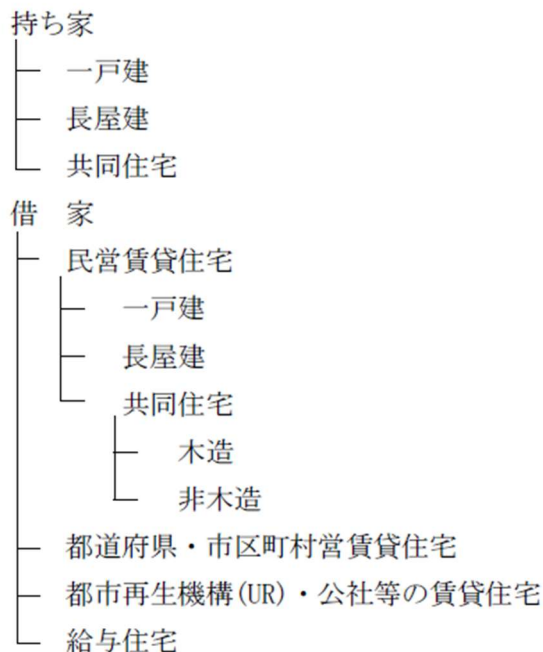 持ち家
一戸建
長屋建
共同住宅
借　家
民営賃貸住宅
一戸建
長屋建
共同住宅
木造
非木造
都道府県・市区町村営賃貸住宅
都市再生機構(UR)・公社等の賃貸住宅
給与住宅